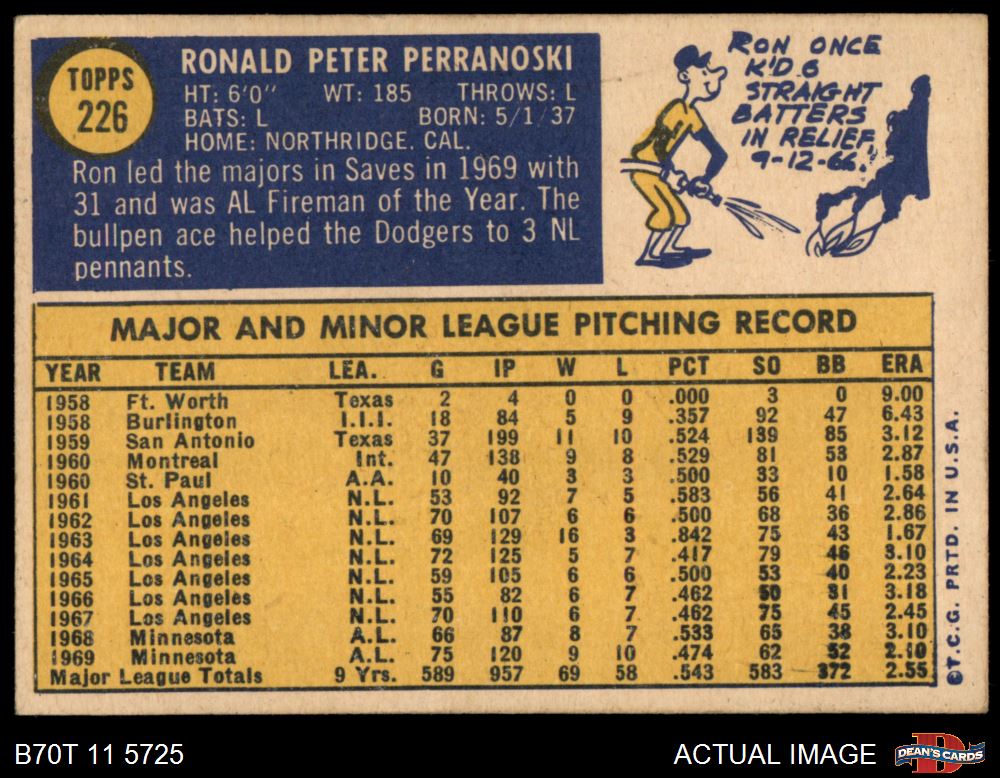 TOPPS
226
RONALD PETER PERRANOSKI
HT: 6'0" WT: 185 THROWS: L
BATS: L BORN: 5/1/37
HOME: NORTHRIDGE, CAL.
Ron led the majors in Saves in 1969 with
31 and was AL Fireman of the Year. The
bullpen ace helped the Dodgers to 3 NL
pennants.
RON ONCE
K'D 6
STRAIGHT
BATTERS
IN RELIEF,
9-12-66.
MAJOR AND MINOR LEAGUE PITCHING RECORD
YEAR TEAM LEA. G IP W L PCT SO BB ERA
1958 Ft. Worth Texas 2 4 0 0 .000 3 0 9.00
1958 Burlington I.I.I. 18 84 5 9 .357 92 47 6.43
1959 San Antonio Texas 37 199 11 10 .524 139 85 3.12
1960 Montreal Int. 47 138 9 8 .529 81 53 2.87
1960 St. Paul A.A. 10 40 3 3 .500 33 10 1.58
1961 Los Angeles N.L. 53 92 7 5 .583 56 41 2.64
1962 Los Angeles N.L. 70 107 6 6 .500 68 36 2.86
1963 Los Angeles N.L. 69 129 16 3 .842 75 43 1.67
1964 Los Angeles N.L. 72 125 5 7 .417 79 46 3.10
1965 Los Angeles N.L. 59 105 6 6 .500 53 40 2.23
1966 Los Angeles N.L. 55 82 6 7 .462 50 31 3.18
1967 Los Angeles N.L. 70 110 6 7 .462 75 45 2.45
1968 Minnesota A.L. 66 87 8 7 .533 65 38 3.10
1969 Minnesota A.L. 75 120 9 10 .474 62 52 2.10
Major League Totals 9 Yrs. 589 957 69 58 .543 583 372 2.55
©T.C.G. PRTD. IN U.S.A.
B70T 11 5725
ACTUAL IMAGE
DEAN'S CARDS